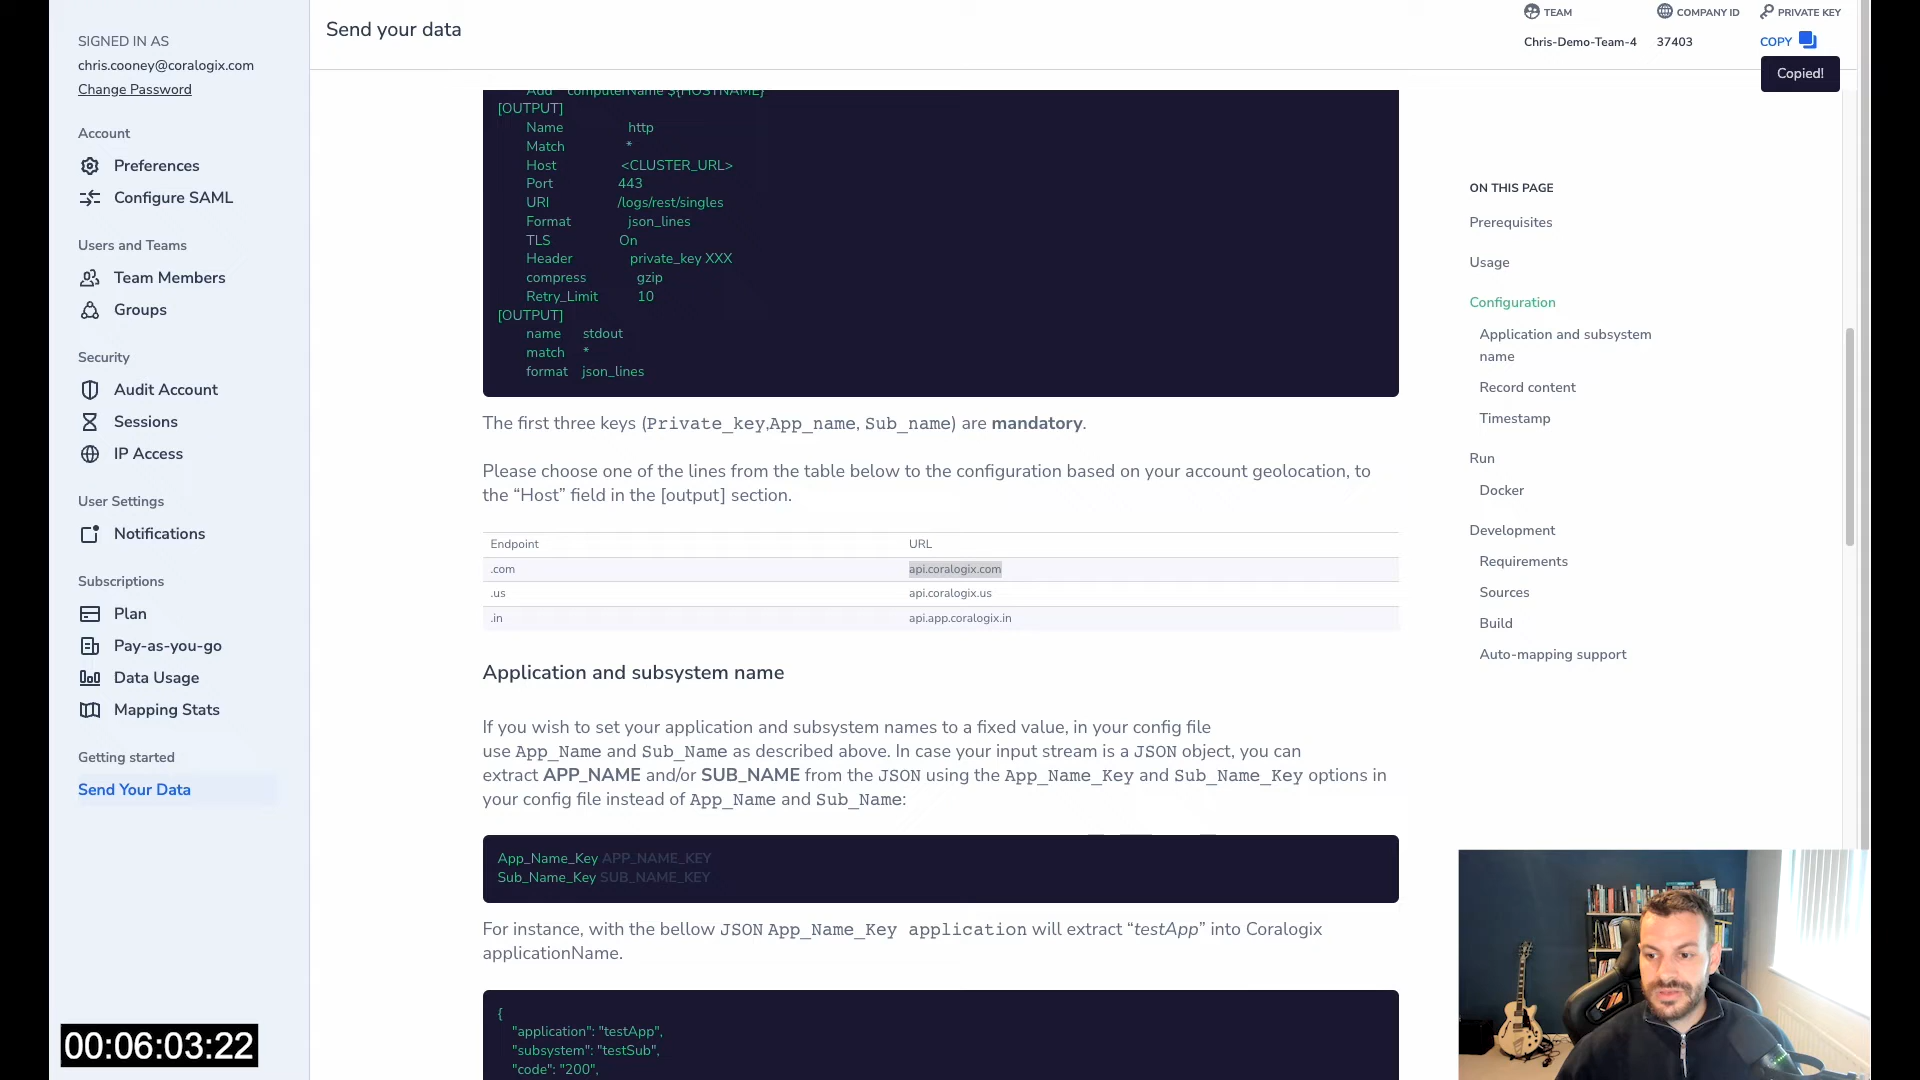 SIGNED IN AS
chris.cooney@coralogix.com
Change Password
Account
Preferences
Configure SAML
Users and Teams
Team Members
Groups
Security
Audit Account
Sessions
IP Access
User Settings
Notifications
Subscriptions
Plan
Pay-as-you-go
Data Usage
Mapping Stats
Getting started
Send Your Data
00:06:03:22
Send your data
TEAM
Chris-Demo-Team-4
COMPANY ID
37403
PRIVATE KEY
COPY
Copied!
Add computerName ${HOSTNAME}
[OUTPUT]
Name http
Match *
Host <CLUSTER_URL>
Port 443
URI /logs/rest/singles
Format json_lines
TLS On
Header private_key XXX
compress gzip
Retry_Limit 10
[OUTPUT]
name stdout
match *
format json_lines
The first three keys (Private_key,App_name, Sub_name) are mandatory.
Please choose one of the lines from the table below to the configuration based on your account geolocation, to
the “Host” field in the [output] section.
Endpoint URL
.com api.coralogix.com
.us api.coralogix.us
.in api.app.coralogix.in
Application and subsystem name
If you wish to set your application and subsystem names to a fixed value, in your config file
use App_Name and Sub_Name as described above. In case your input stream is a JSON object, you can
extract APP_NAME and/or SUB_NAME from the JSON using the App_Name_Key and Sub_Name_Key options in
your config file instead of App_Name and Sub_Name:
App_Name_Key APP_NAME_KEY
Sub_Name_Key SUB_NAME_KEY
For instance, with the bellow JSON App_Name_Key application will extract “testApp” into Coralogix
applicationName.
{
"application": "testApp",
"subsystem": "testSub",
"code": "200",
ON THIS PAGE
Prerequisites
Usage
Configuration
Application and subsystem
name
Record content
Timestamp
Run
Docker
Development
Requirements
Sources
Build
Auto-mapping support